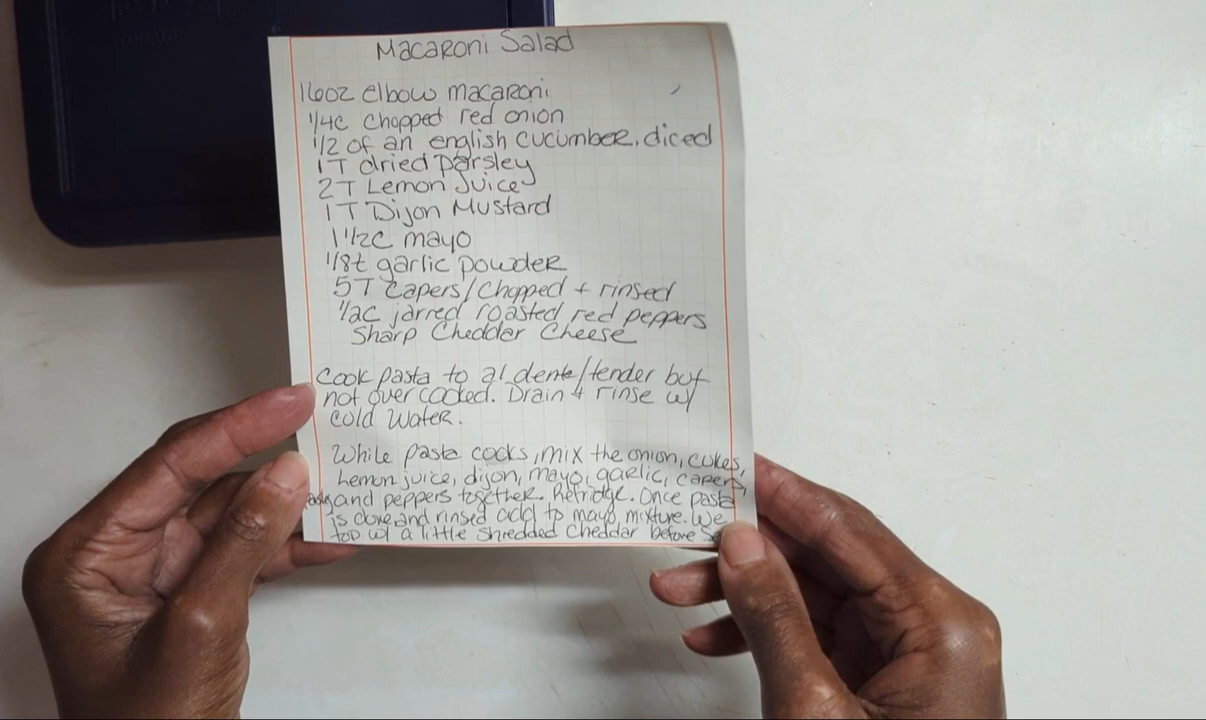 Macaroni Salad
16oz elbow macaroni
1/4c chopped red onion
1/2 of an english cucumber, diced
1T dried parsley
2T Lemon Juice
1T Dijon Mustard
1 1/2c mayo
1/8t garlic powder
5T capers/chopped + rinsed
1/2c jarred roasted red peppers
Sharp Cheddar Cheese
Cook pasta to al dente/tender but
not over cooked. Drain + rinse w/
cold water.
While pasta cooks, mix the onion, cukes,
Lemon juice, dijon, mayo, garlic, capers,
and peppers together. Refridge. Once pasta
is done and rinsed add to mayo mixture. We
top w/ a little shredded cheddar before